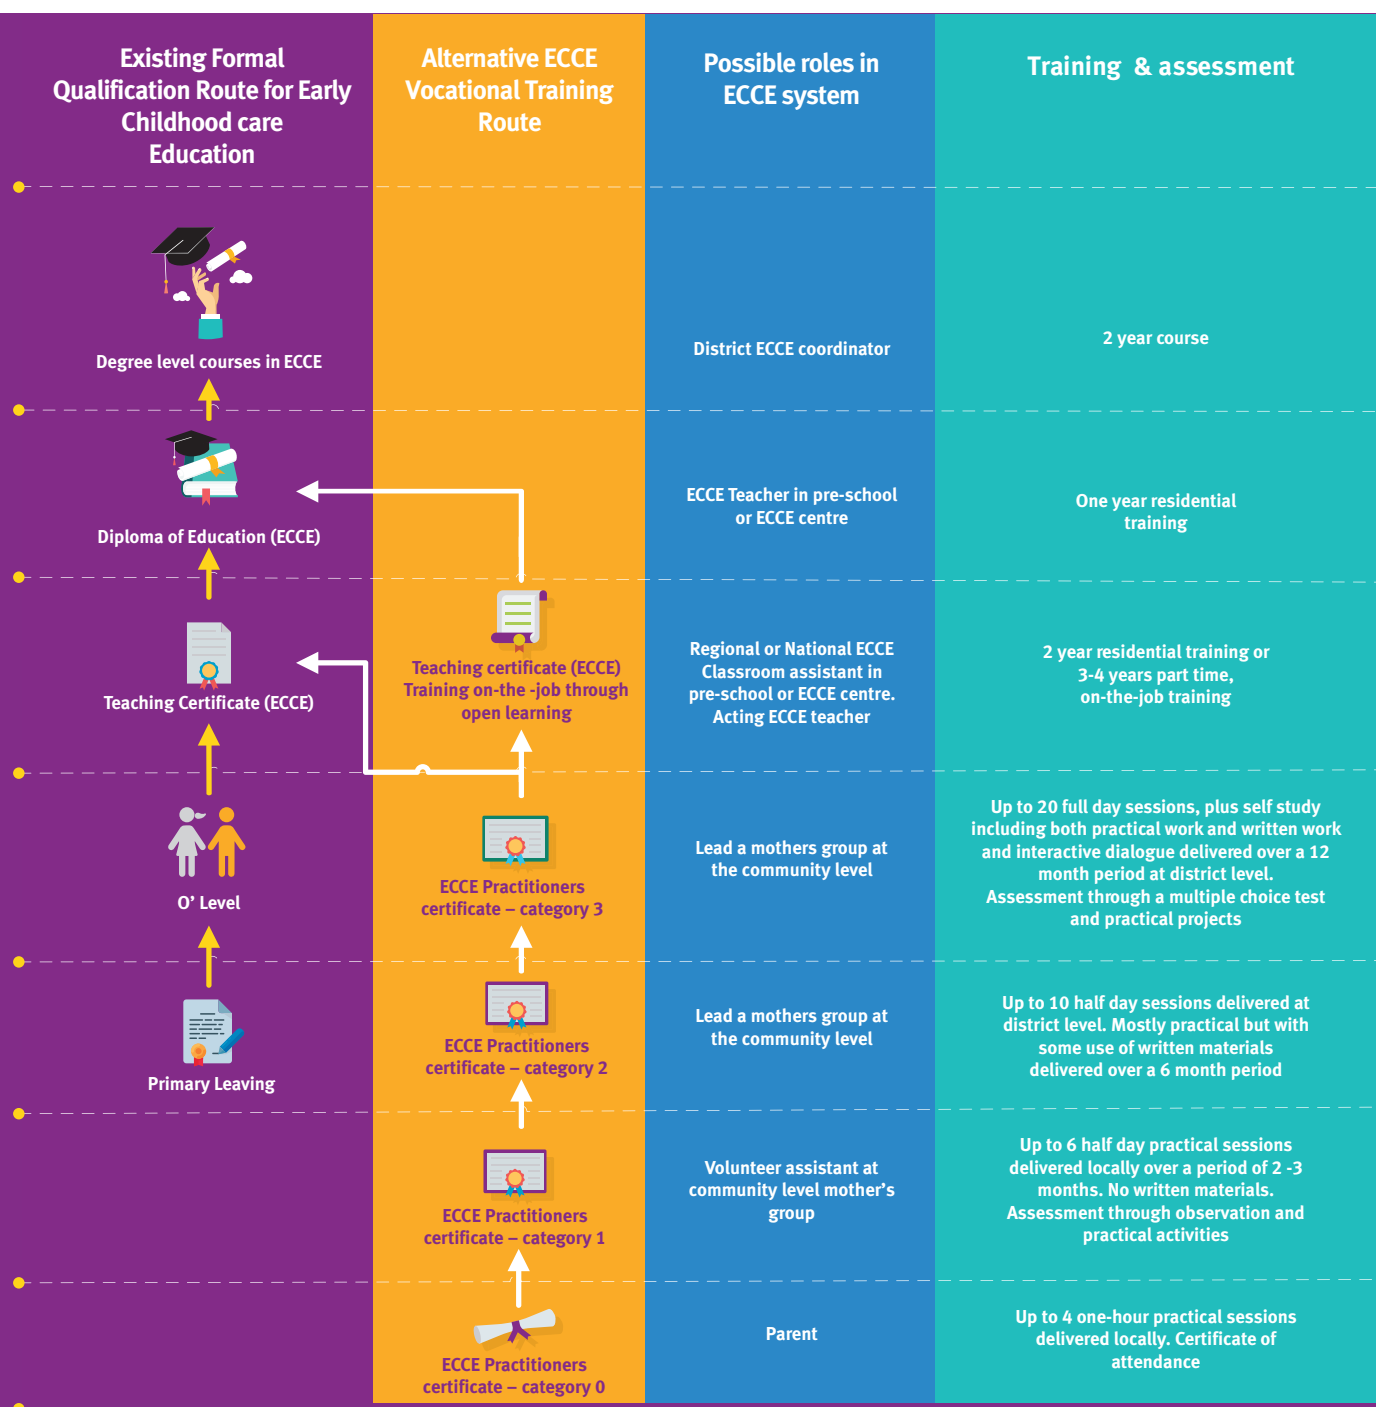 Existing Formal
Qualification Route for Early
Childhood care
Education
Alternative ECCE
Vocational Training
Route
Possible roles in
ECCE system
Training & assessment
Degree level courses in ECCE
District ECCE coordinator
2 year course
Diploma of Education (ECCE)
ECCE Teacher in pre-school
or ECCE centre
One year residential
training
Teaching Certificate (ECCE)
Teaching certificate (ECCE)
Training on-the -job through
open learning
Regional or National ECCE
Classroom assistant in
pre-school or ECCE centre.
Acting ECCE teacher
2 year residential training or
3-4 years part time,
on-the-job training
O’ Level
ECCE Practitioners
certificate – category 3
Lead a mothers group at
the community level
Up to 20 full day sessions, plus self study
including both practical work and written work
and interactive dialogue delivered over a 12
month period at district level.
Assessment through a multiple choice test
and practical projects
Primary Leaving
ECCE Practitioners
certificate – category 2
Lead a mothers group at
the community level
Up to 10 half day sessions delivered at
district level. Mostly practical but with
some use of written materials
delivered over a 6 month period
ECCE Practitioners
certificate – category 1
Volunteer assistant at
community level mother’s
group
Up to 6 half day practical sessions
delivered locally over a period of 2 -3
months. No written materials.
Assessment through observation and
practical activities
ECCE Practitioners
certificate – category 0
Parent
Up to 4 one-hour practical sessions
delivered locally. Certificate of
attendance